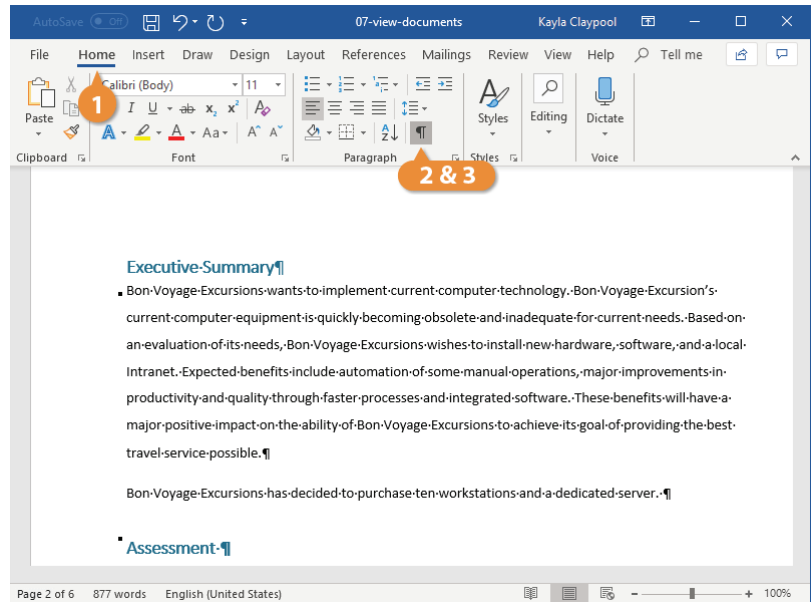 AutoSave Off 07-view-documents Kayla Claypool
File Home Insert Draw Design Layout References Mailings Review View Help Tell me
Calibri (Body) 11
1
I U ab x₂ x² A
Paste Styles Editing Dictate
A A Aa A^ Aˇ A Z ¶
Clipboard Font Paragraph Styles Voice
2 & 3
Executive·Summary¶
Bon·Voyage·Excursions·wants·to·implement·current·computer·technology.·Bon·Voyage·Excursion's·
current·computer·equipment·is·quickly·becoming·obsolete·and·inadequate·for·current·needs.·Based·on·
an·evaluation·of·its·needs,·Bon·Voyage·Excursions·wishes·to·install·new·hardware,·software,·and·a·local·
Intranet.·Expected·benefits·include·automation·of·some·manual·operations,·major·improvements·in·
productivity·and·quality·through·faster·processes·and·integrated·software.·These·benefits·will·have·a·
major·positive·impact·on·the·ability·of·Bon·Voyage·Excursions·to·achieve·its·goal·of·providing·the·best·
travel·service·possible.¶
Bon·Voyage·Excursions·has·decided·to·purchase·ten·workstations·and·a·dedicated·server.·¶
Assessment·¶
Page 2 of 6 877 words English (United States) 100%